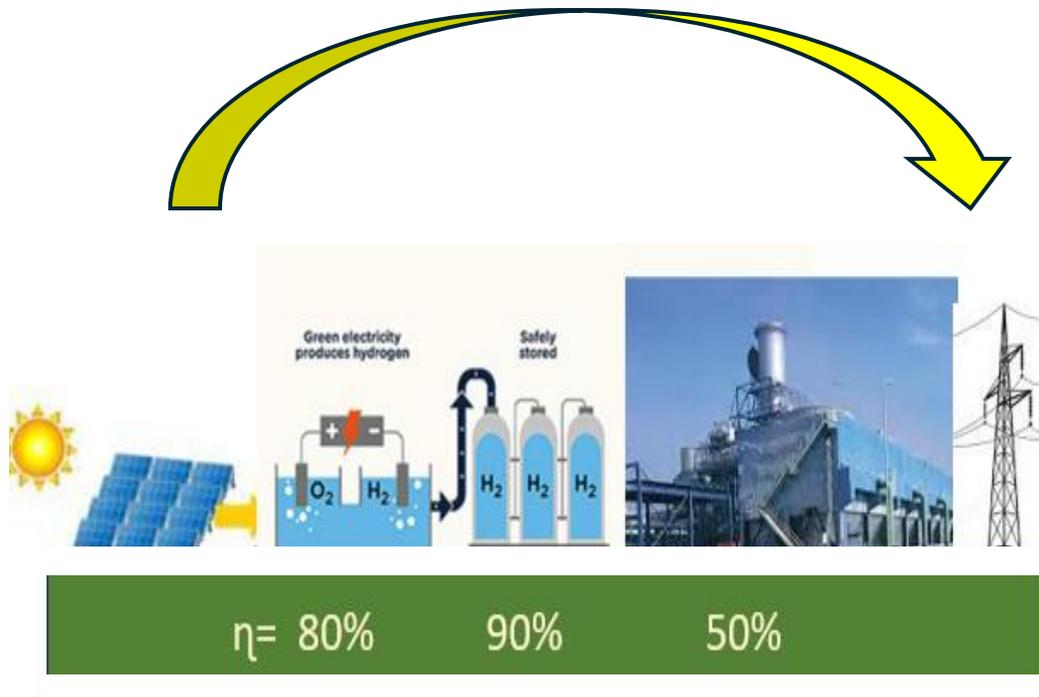 Green electricity
produces hydrogen
Safely
stored
+ −
O₂ H₂
H₂ H₂ H₂
η= 80% 90% 50%